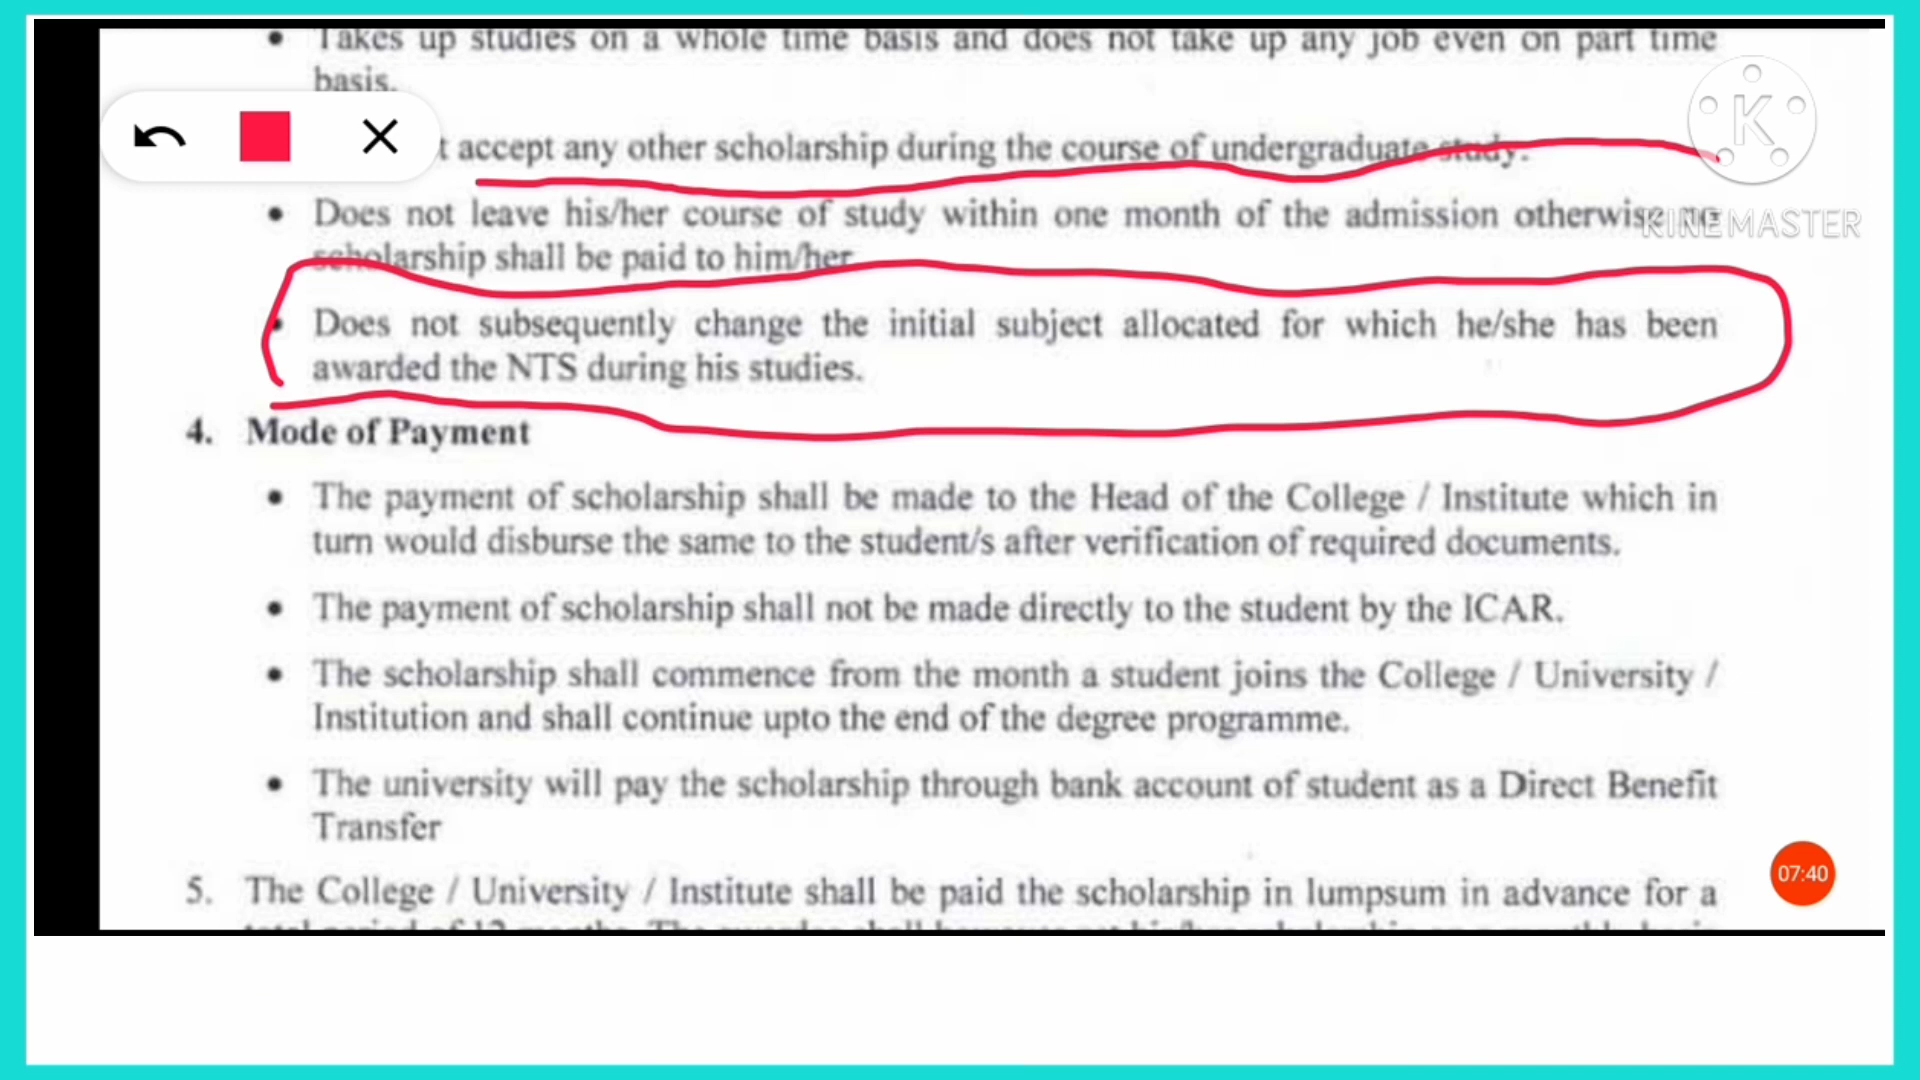 Takes up studies on a whole time basis and does not take up any job even on part time
basis.
t accept any other scholarship during the course of undergraduate study.
K
• Does not leave his/her course of study within one month of the admission otherwise no
KINEMASTER
scholarship shall be paid to him/her
• Does not subsequently change the initial subject allocated for which he/she has been
awarded the NTS during his studies.
4. Mode of Payment
• The payment of scholarship shall be made to the Head of the College / Institute which in
turn would disburse the same to the student/s after verification of required documents.
• The payment of scholarship shall not be made directly to the student by the ICAR.
• The scholarship shall commence from the month a student joins the College / University /
Institution and shall continue upto the end of the degree programme.
• The university will pay the scholarship through bank account of student as a Direct Benefit
Transfer
07:40
5. The College / University / Institute shall be paid the scholarship in lumpsum in advance for a